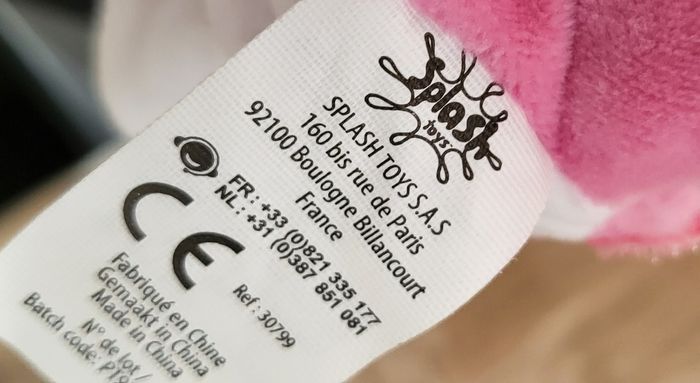 Splash
toys
SPLASH TOYS S.A.S
160 bis rue de Paris
92100 Boulogne Billancourt
France
FR : +33 (0)821 335 177
NL : +31 (0)387 851 081
CE
Ref : 30799
Fabriqué en Chine
Gemaakt in China
Made in China
N° de lot /
Batch code: